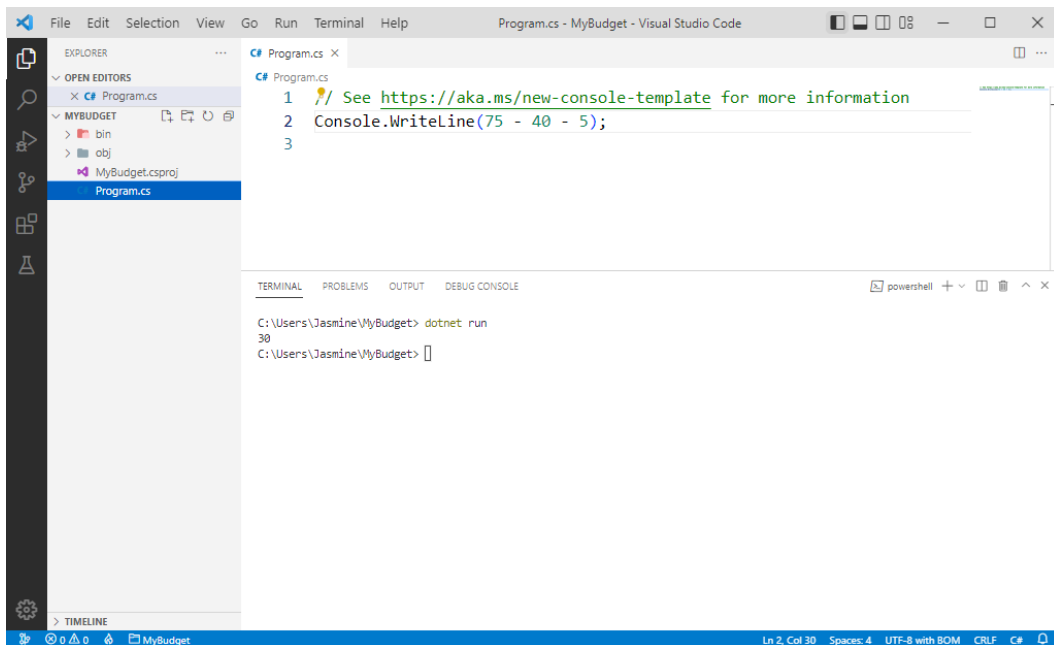 File Edit Selection View Go Run Terminal Help Program.cs - MyBudget - Visual Studio Code
EXPLORER ···
OPEN EDITORS
C# Program.cs
MYBUDGET
bin
obj
MyBudget.csproj
Program.cs
TIMELINE
C# Program.cs
C# Program.cs
1 // See https://aka.ms/new-console-template for more information
2 Console.WriteLine(75 - 40 - 5);
3
TERMINAL PROBLEMS OUTPUT DEBUG CONSOLE powershell
C:\Users\Jasmine\MyBudget> dotnet run
30
C:\Users\Jasmine\MyBudget>
0 0 MyBudget Ln 2, Col 30 Spaces: 4 UTF-8 with BOM CRLF C#